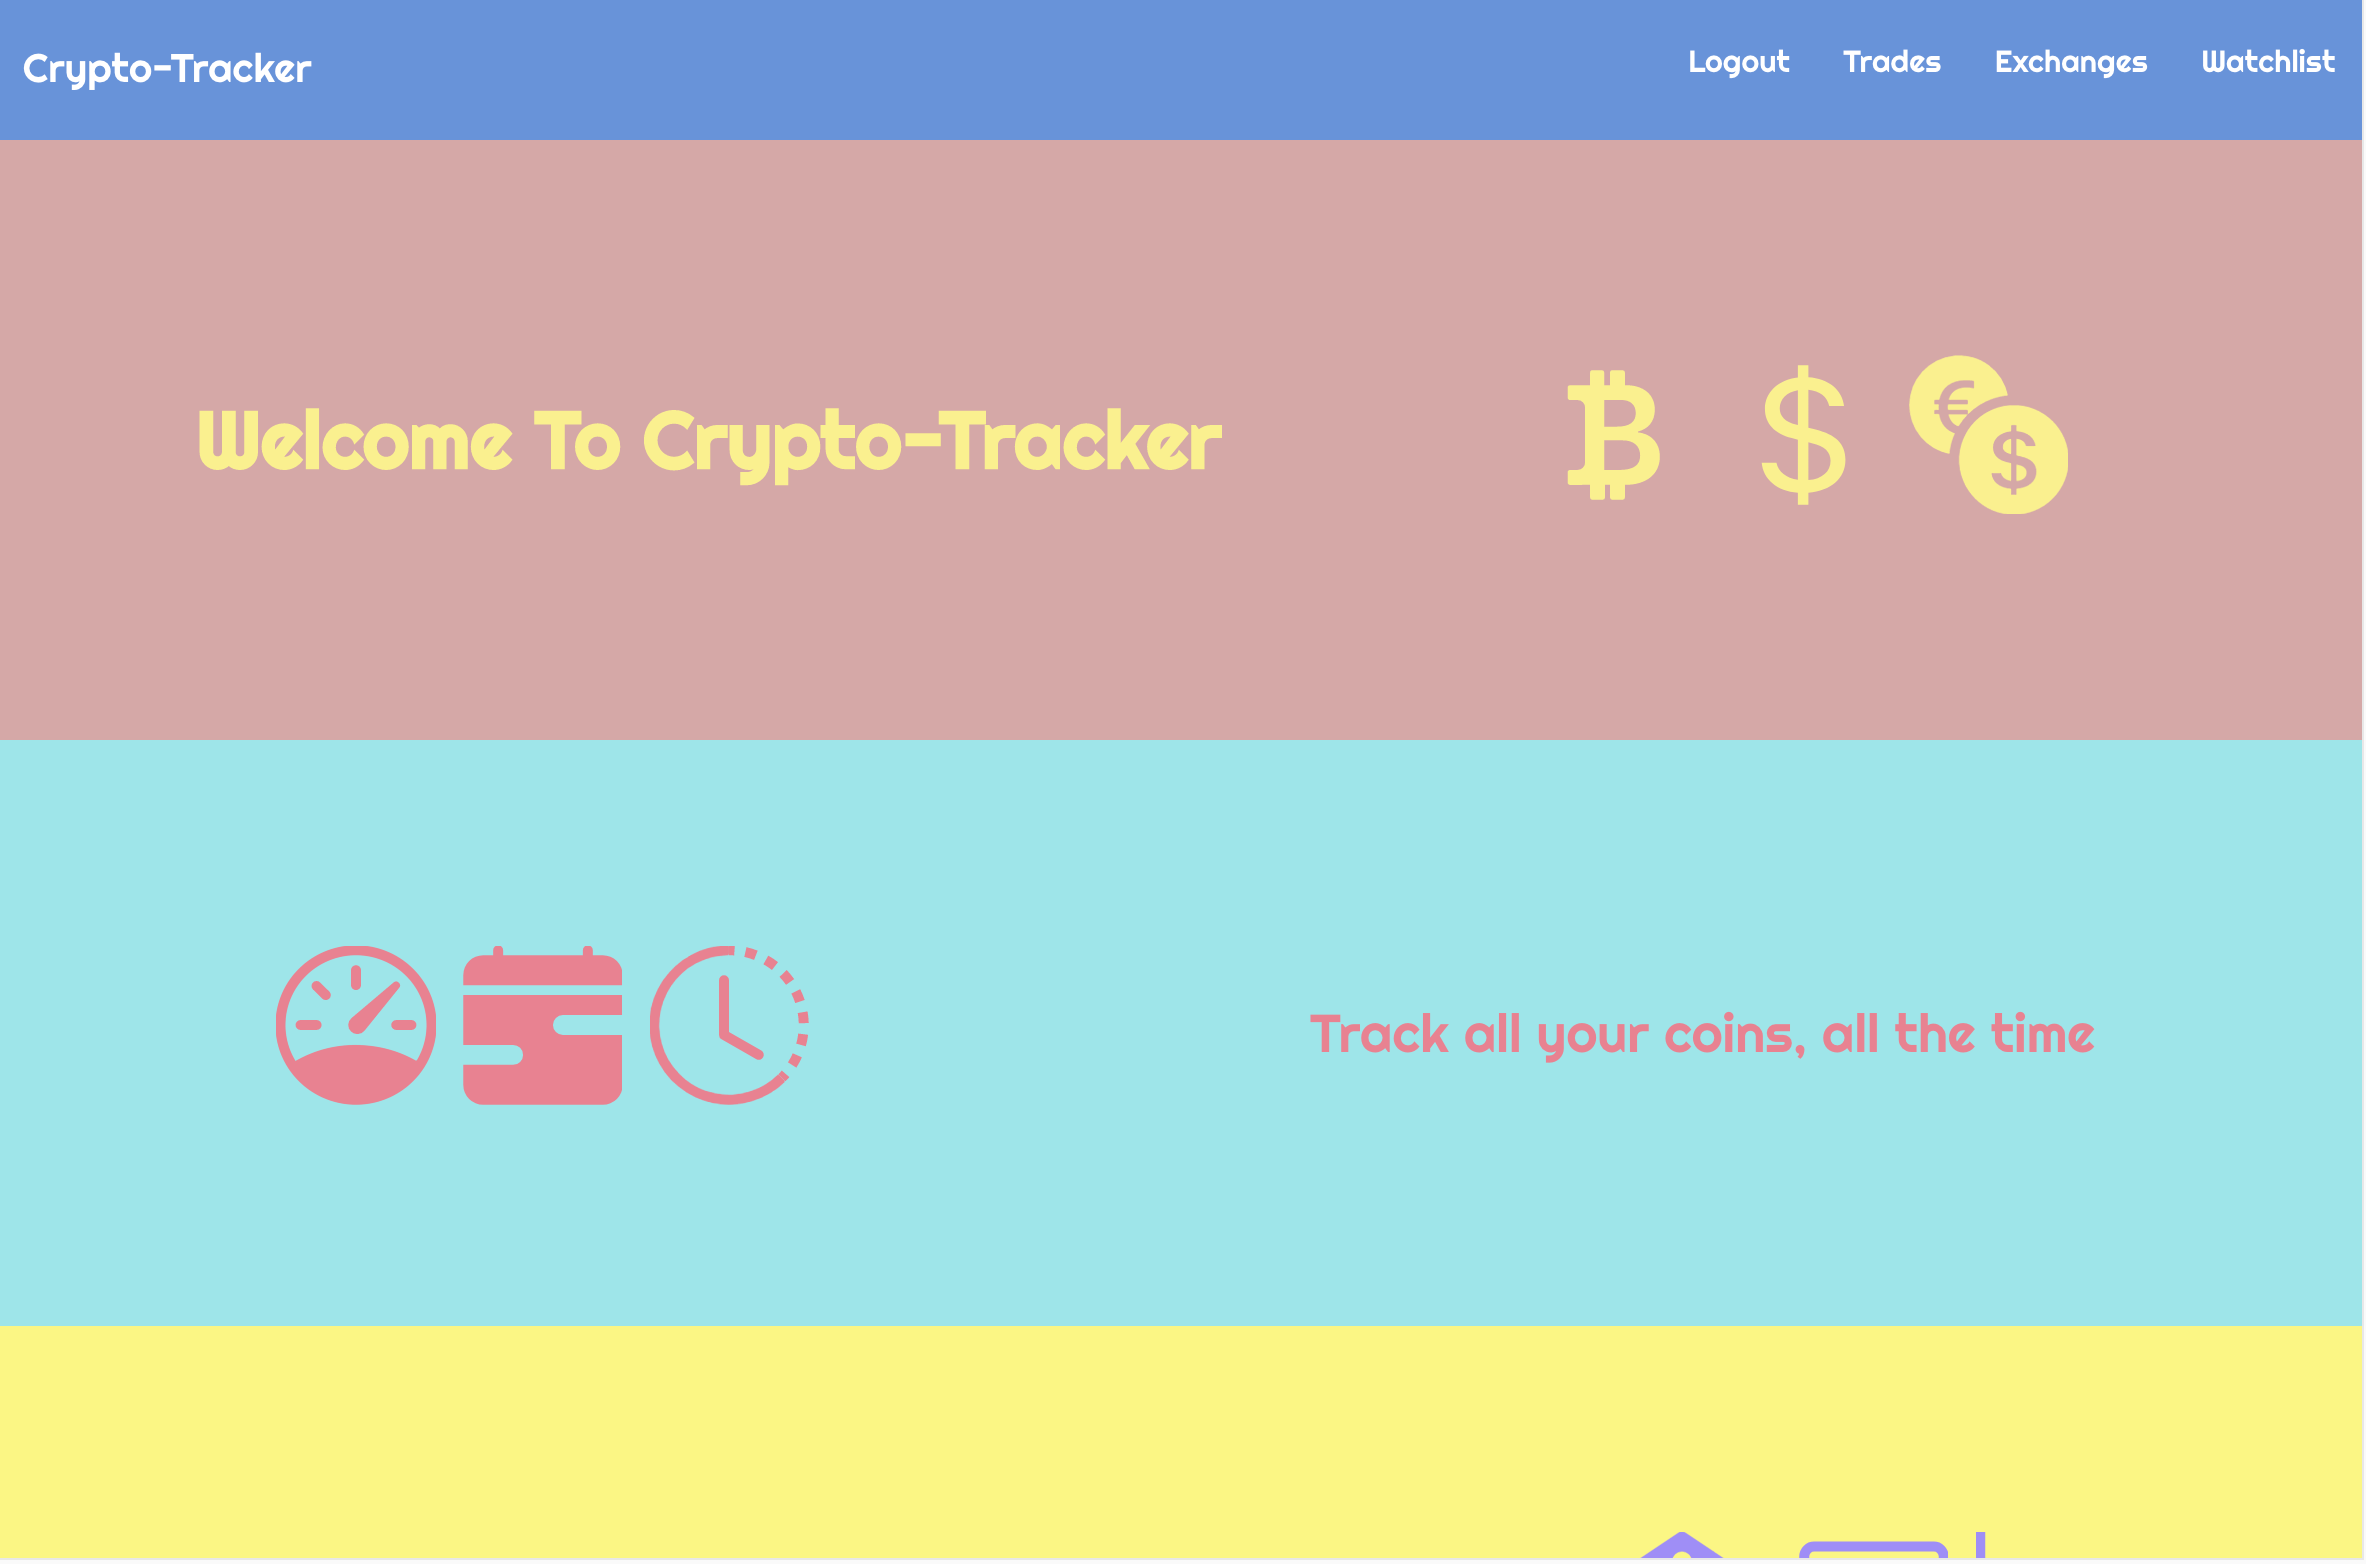 Crypto-Tracker
Logout Trades Exchanges Watchlist
Welcome To Crypto-Tracker
Track all your coins, all the time